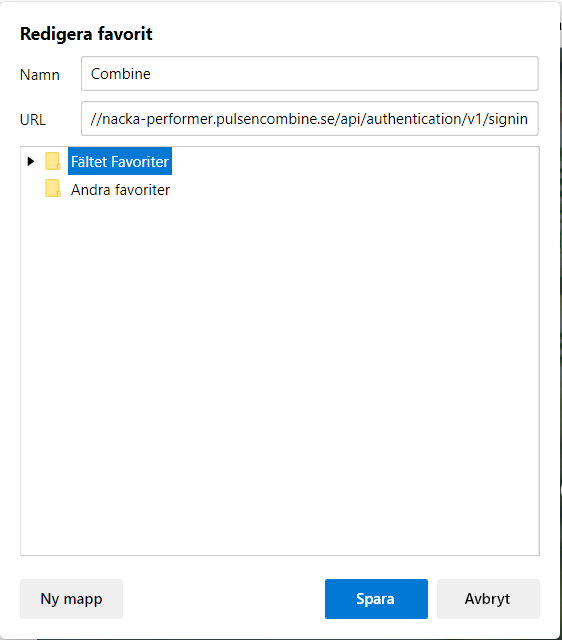 Redigera favorit
Namn
Combine
URL
//nacka-performer.pulsencombine.se/api/authentication/v1/signin
Fältet Favoriter
Andra favoriter
Ny mapp
Spara
Avbryt